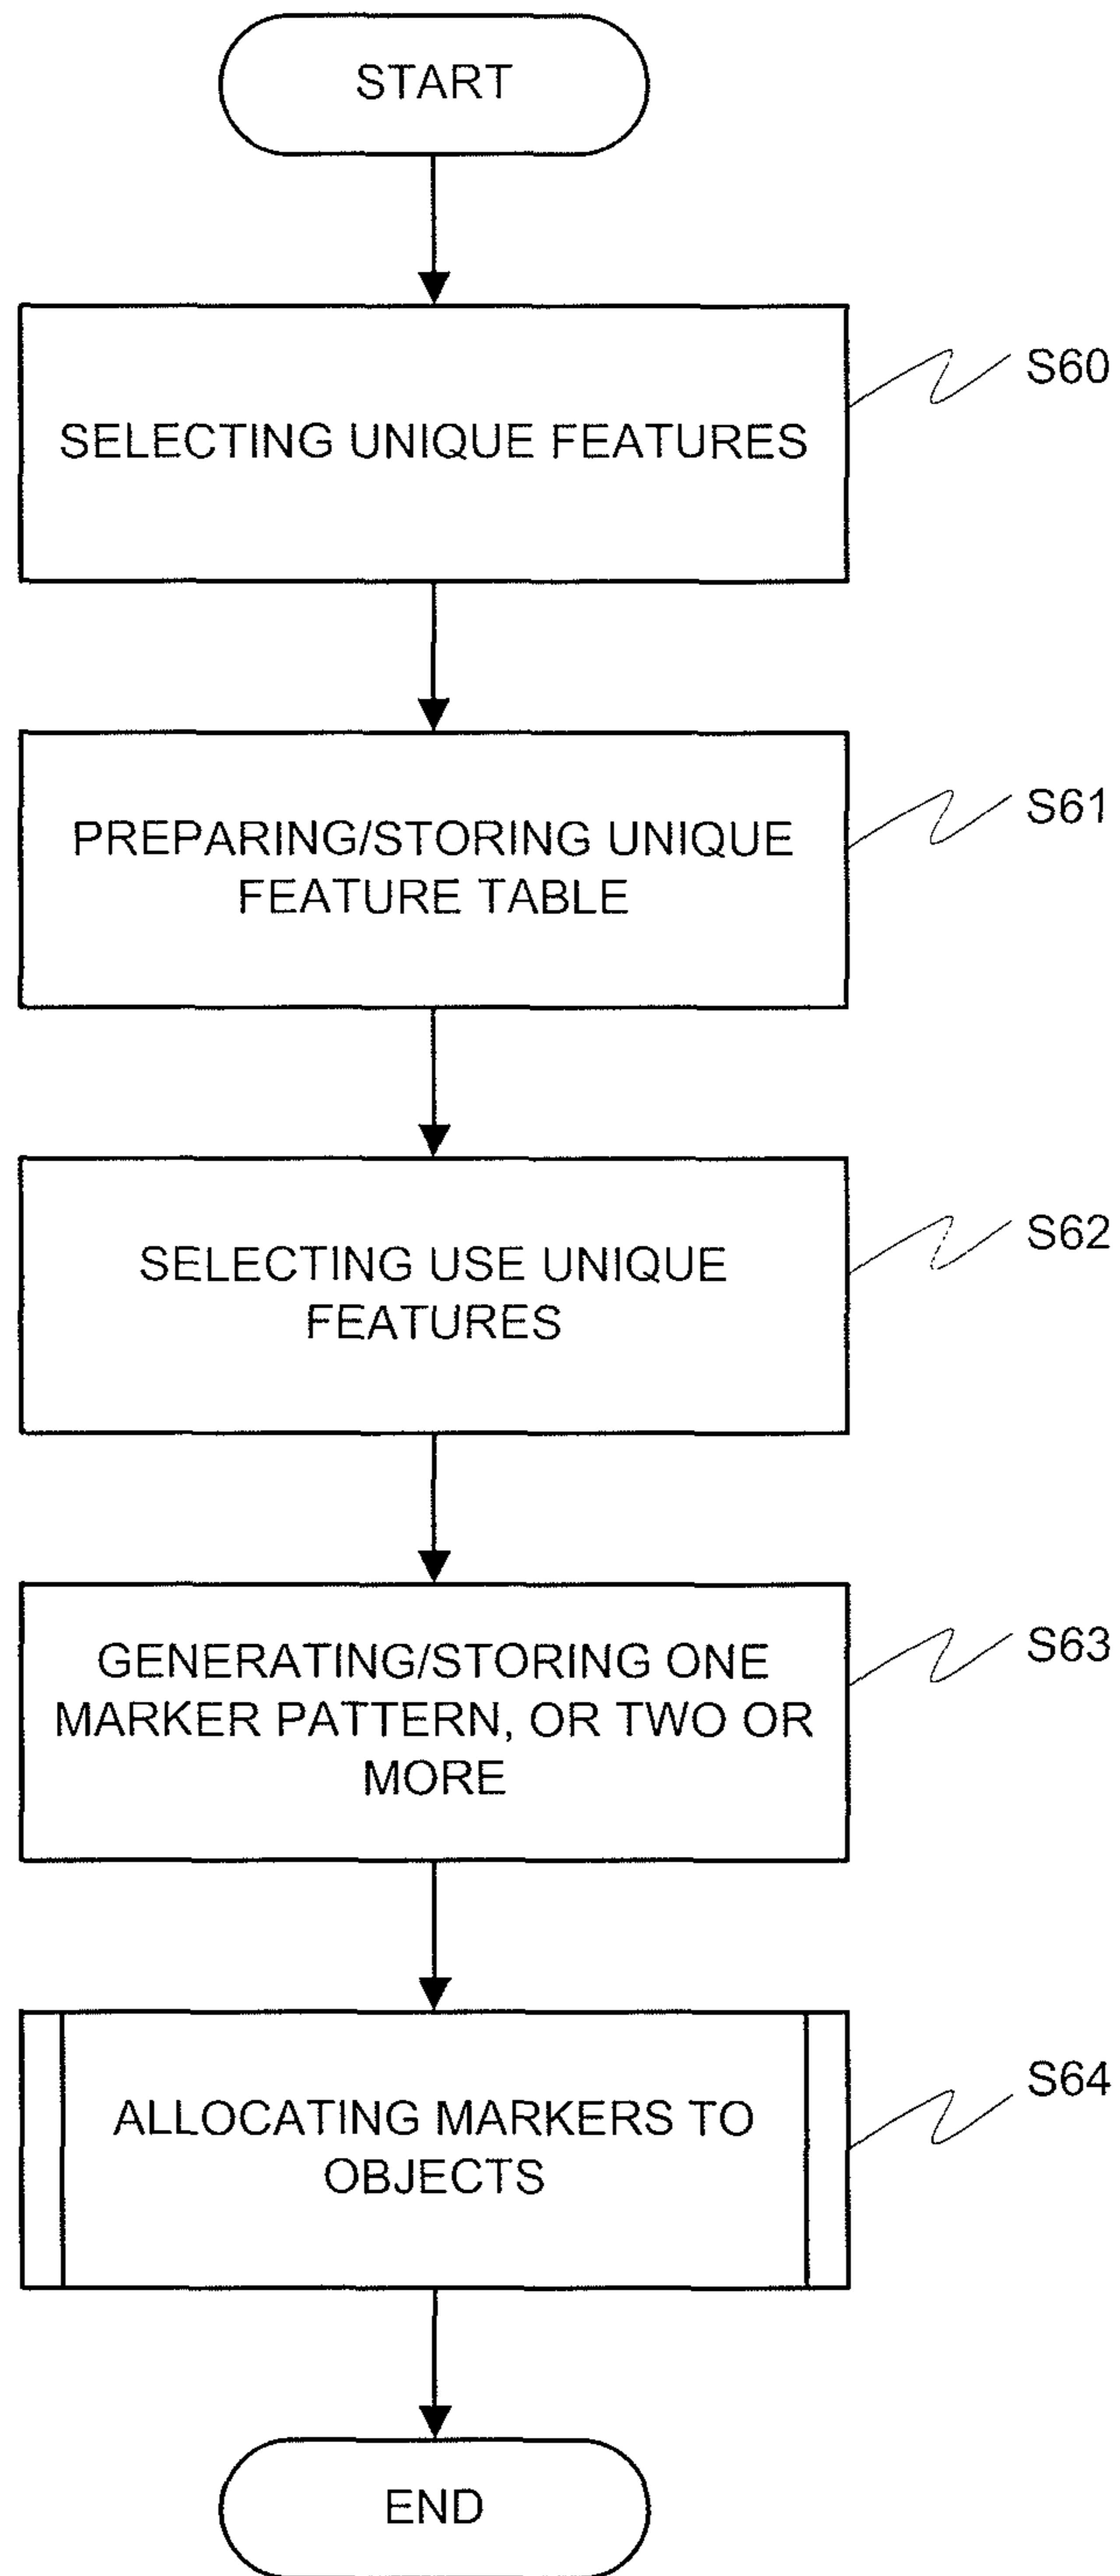 START
SELECTING UNIQUE FEATURES
S60
PREPARING/STORING UNIQUE
FEATURE TABLE
S61
SELECTING USE UNIQUE
FEATURES
S62
GENERATING/STORING ONE
MARKER PATTERN, OR TWO OR
MORE
S63
ALLOCATING MARKERS TO
OBJECTS
S64
END